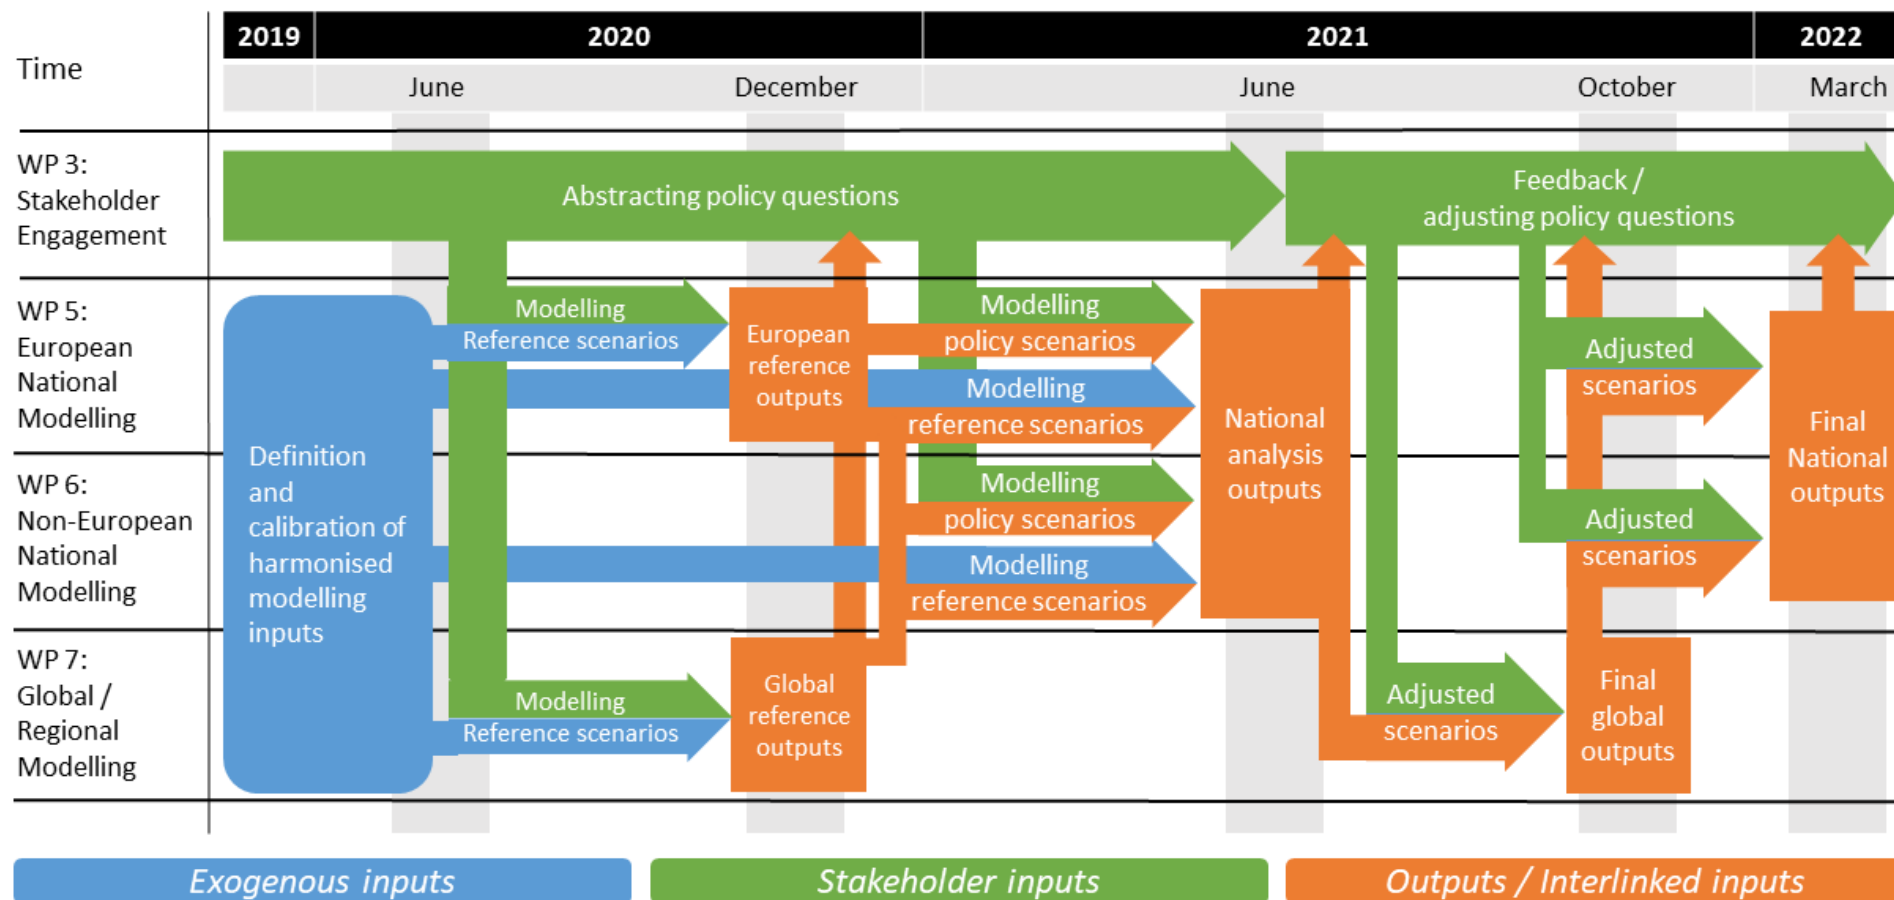 2019
2020
2021
2022
Time
June
December
June
October
March
WP 3:
Stakeholder
Engagement
Abstracting policy questions
Feedback /
adjusting policy questions
WP 5:
European
National
Modelling
Modelling
Reference scenarios
European
reference
outputs
Modelling
policy scenarios
Modelling
reference scenarios
National
analysis
outputs
Adjusted
scenarios
Final
National
outputs
Definition
and
calibration of
harmonised
modelling
inputs
WP 6:
Non-European
National
Modelling
Modelling
policy scenarios
Modelling
reference scenarios
Adjusted
scenarios
WP 7:
Global /
Regional
Modelling
Modelling
Reference scenarios
Global
reference
outputs
Adjusted
scenarios
Final
global
outputs
Exogenous inputs
Stakeholder inputs
Outputs / Interlinked inputs